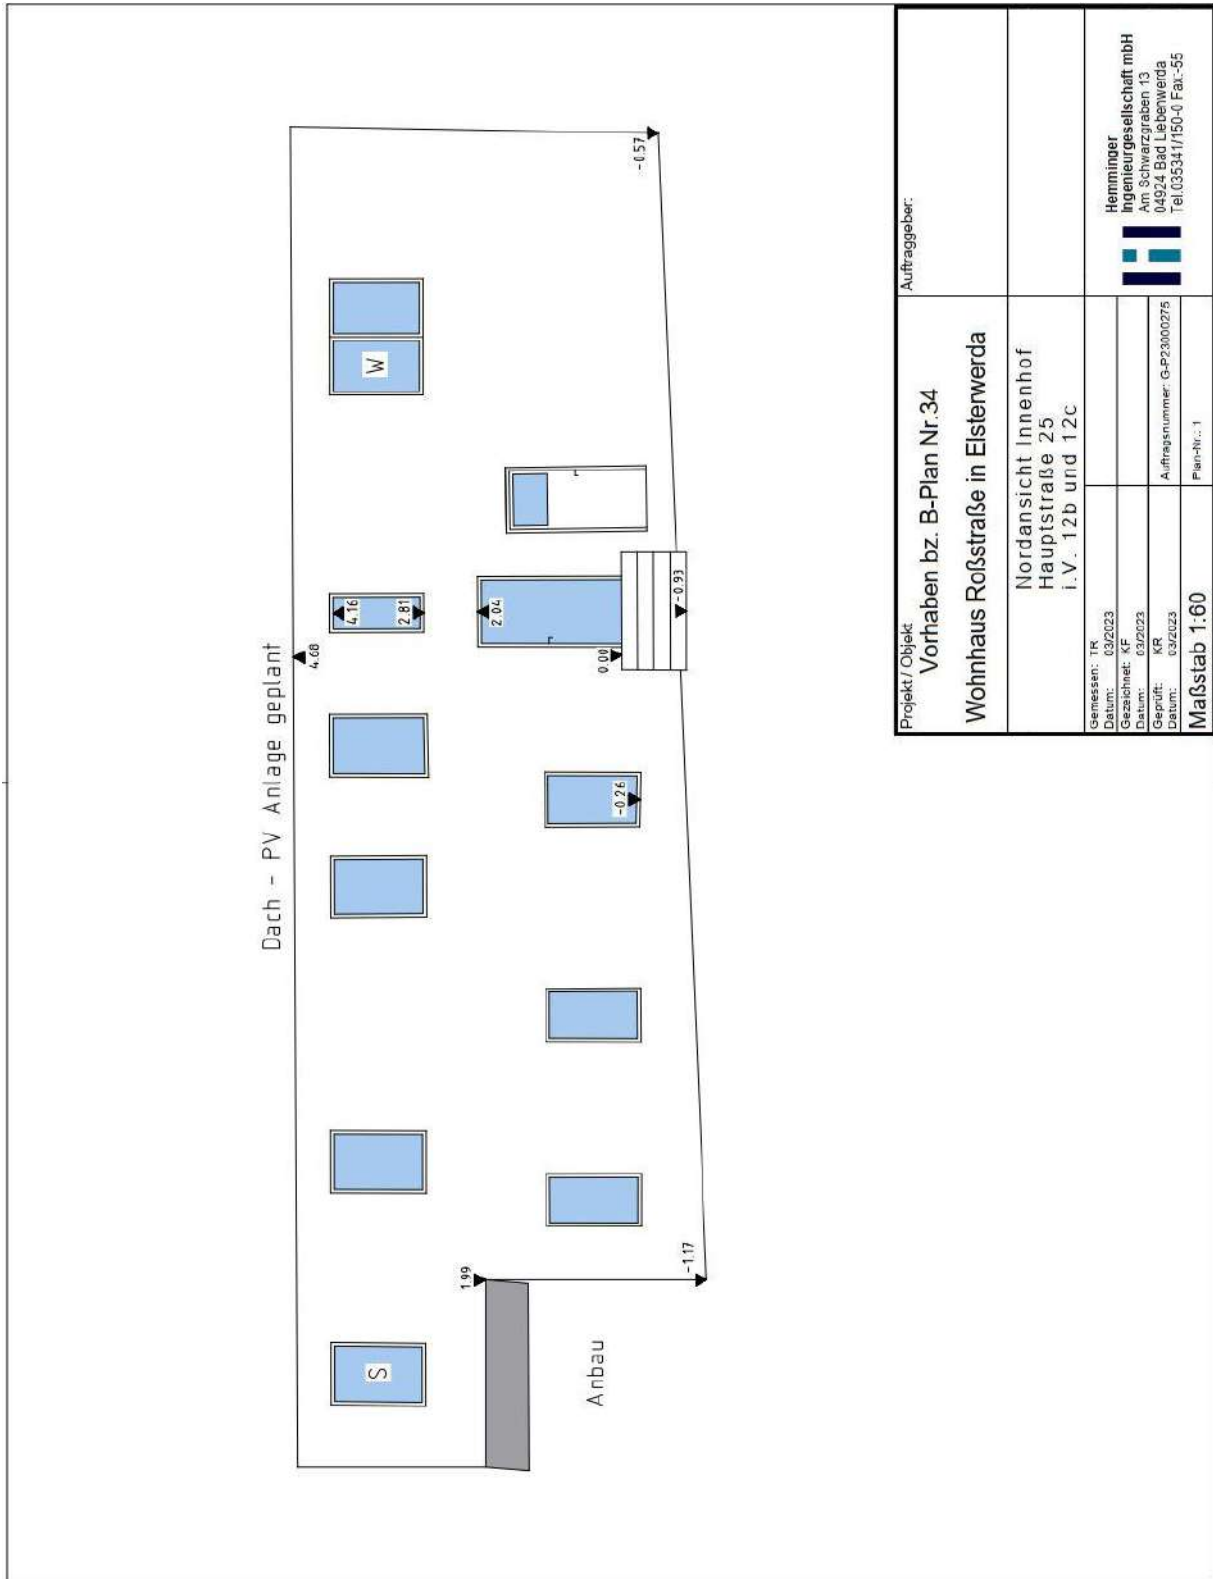 Dach - PV Anlage geplant
4.68
4.16
2.81
W
S
2.04
0.00
1.99
-0.26
-0.57
-0.93
-1.17
Anbau
Projekt / Objekt
Vorhaben bz. B-Plan Nr.34
Wohnhaus Roßstraße in Elsterwerda
Auftraggeber:
Nordansicht Innenhof
Hauptstraße 25
i.V. 12b und 12c
Gemessen: TR
Datum: 03/2023
Gezeichnet: KF
Datum: 03/2023
Geprüft: KR
Datum: 03/2023
Auftragsnummer: G-P23000275
Maßstab 1:60
Plan-Nr.: 1
Hemminger
Ingenieurgesellschaft mbH
Am Schwarzgraben 13
04924 Bad Liebenwerda
Tel.035341/150-0 Fax:-55